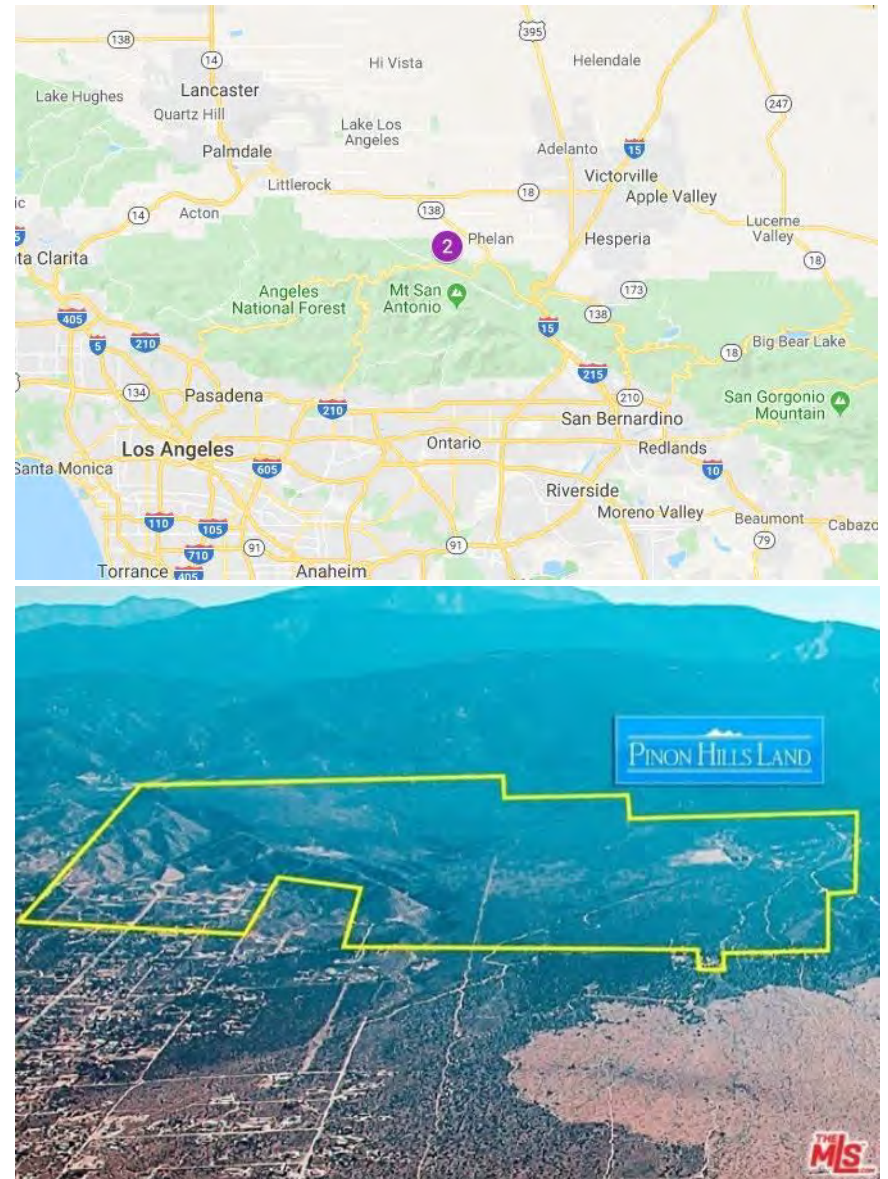 138
14
395
Hi Vista
Helendale
Lake Hughes
Lancaster
Quartz Hill
247
Lake Los
Angeles
Palmdale
Adelanto
15
Victorville
Littlerock
18
Apple Valley
14
Acton
138
Lucerne
Valley
5
2
Phelan
Hesperia
18
ta Clarita
Angeles
National Forest
Mt San
Antonio
173
405
138
15
5
210
18
Big Bear Lake
215
134
Pasadena
210
210
San Gorgonio
Mountain
San Bernardino
Los Angeles
Ontario
Redlands
Santa Monica
605
10
Riverside
110
105
Moreno Valley
Beaumont
Cabazo
710
91
91
79
Torrance
405
Anaheim
PINON HILLS LAND
THE
MLS
.COM